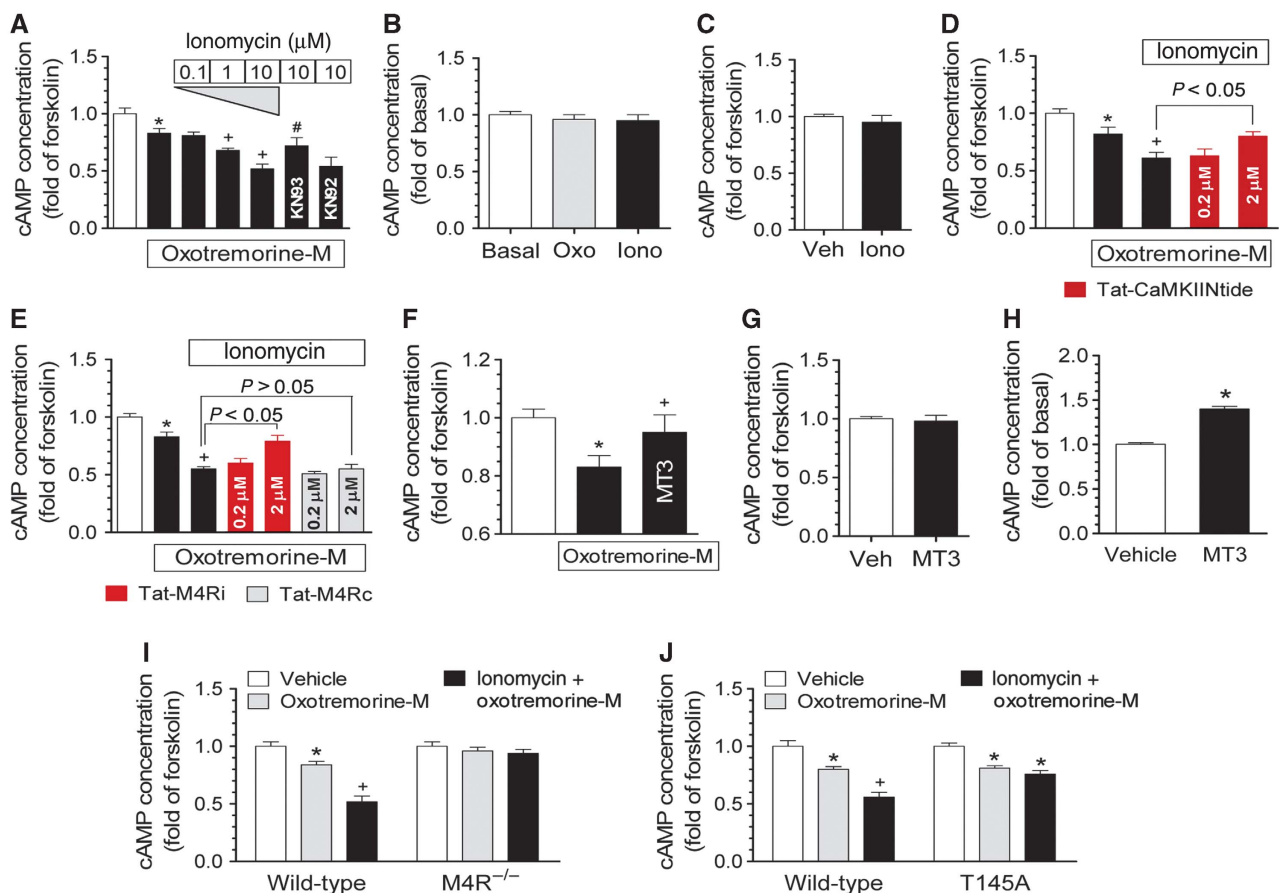 A
Ionomycin (μM)
0.1 1 10 10 10
cAMP concentration
(fold of forskolin)
1.5
1.0
0.5
0.0
* + + #
KN93
KN92
Oxotremorine-M
B
cAMP concentration
(fold of basal)
1.5
1.0
0.5
0.0
Basal Oxo Iono
C
cAMP concentration
(fold of forskolin)
1.5
1.0
0.5
0.0
Veh Iono
D
Ionomycin
P < 0.05
cAMP concentration
(fold of forskolin)
1.5
1.0
0.5
0.0
* +
0.2 μM
2 μM
Oxotremorine-M
Tat-CaMKIINtide
E
Ionomycin
P > 0.05
P < 0.05
cAMP concentration
(fold of forskolin)
1.5
1.0
0.5
0.0
* +
0.2 μM
2 μM
0.2 μM
2 μM
Oxotremorine-M
Tat-M4Ri Tat-M4Rc
F
cAMP concentration
(fold of forskolin)
1.2
1.0
0.8
0.6
* +
MT3
Oxotremorine-M
G
cAMP concentration
(fold of forskolin)
1.5
1.0
0.5
0.0
Veh MT3
H
cAMP concentration
(fold of basal)
2.0
1.5
1.0
0.5
0.0
*
Vehicle MT3
I
Vehicle
Oxotremorine-M
Ionomycin +
oxotremorine-M
cAMP concentration
(fold of forskolin)
1.5
1.0
0.5
0.0
* +
Wild-type M4R–/–
J
Vehicle
Oxotremorine-M
Ionomycin +
oxotremorine-M
cAMP concentration
(fold of forskolin)
1.5
1.0
0.5
0.0
* + * *
Wild-type T145A